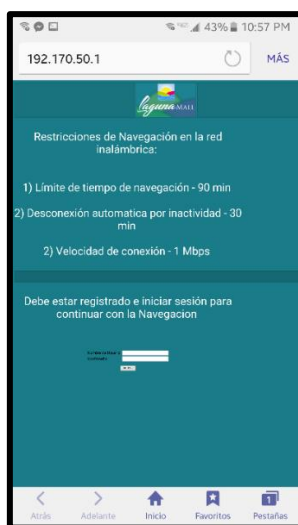 43% 10:57 PM
192.170.50.1 MÁS
laguna MALL
Restricciones de Navegación en la red
inalámbrica:
1) Límite de tiempo de navegación - 90 min
2) Desconexión automatica por inactividad - 30
min
2) Velocidad de conexión - 1 Mbps
Debe estar registrado e iniciar sesión para
continuar con la Navegacion
Atrás Adelante Inicio Favoritos Pestañas
1